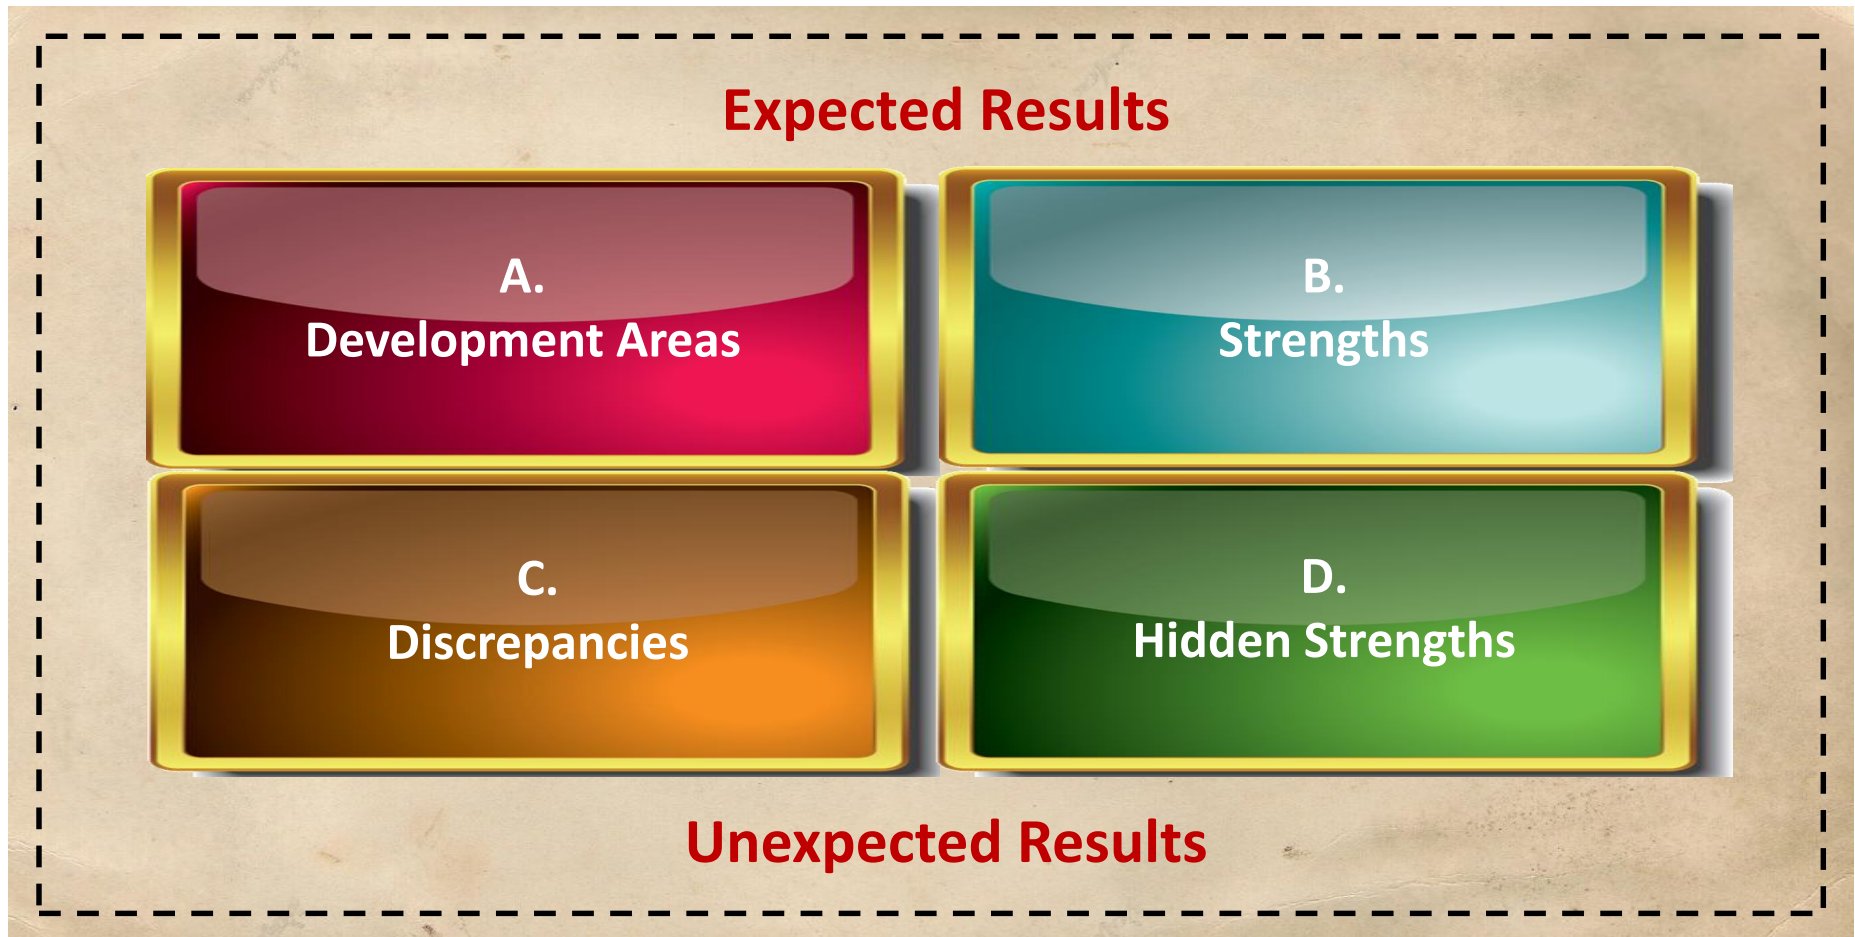 Expected Results
A.
Development Areas
B.
Strengths
C.
Discrepancies
D.
Hidden Strengths
Unexpected Results